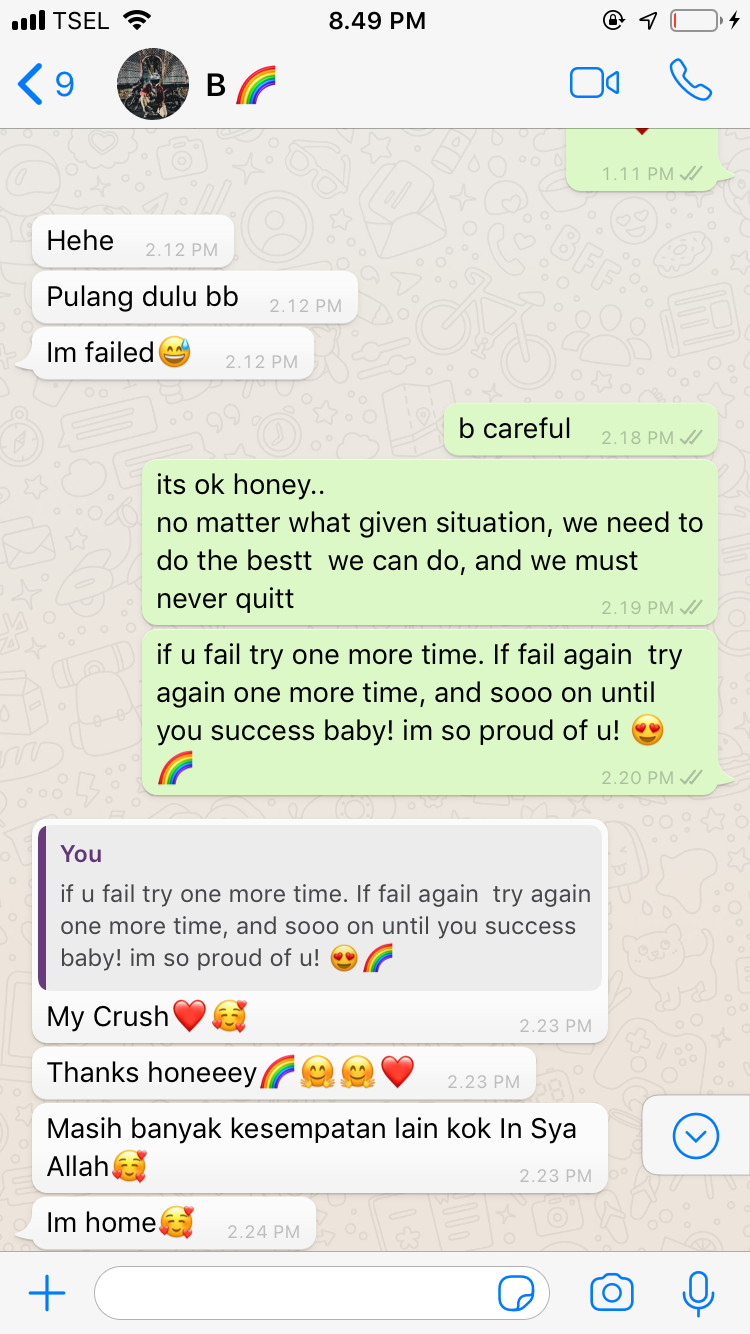 TSEL 8.49 PM
9 B 🌈
1.11 PM
Hehe 2.12 PM
Pulang dulu bb 2.12 PM
Im failed😅 2.12 PM
b careful 2.18 PM
its ok honey..
no matter what given situation, we need to
do the bestt  we can do, and we must
never quitt 2.19 PM
if u fail try one more time. If fail again  try
again one more time, and sooo on until
you success baby! im so proud of u! 😍
🌈 2.20 PM
You
if u fail try one more time. If fail again  try again
one more time, and sooo on until you success
baby! im so proud of u! 😍🌈
My Crush❤️🥰 2.23 PM
Thanks honeeey🌈🤗🤗❤️ 2.23 PM
Masih banyak kesempatan lain kok In Sya
Allah🥰 2.23 PM
Im home🥰 2.24 PM